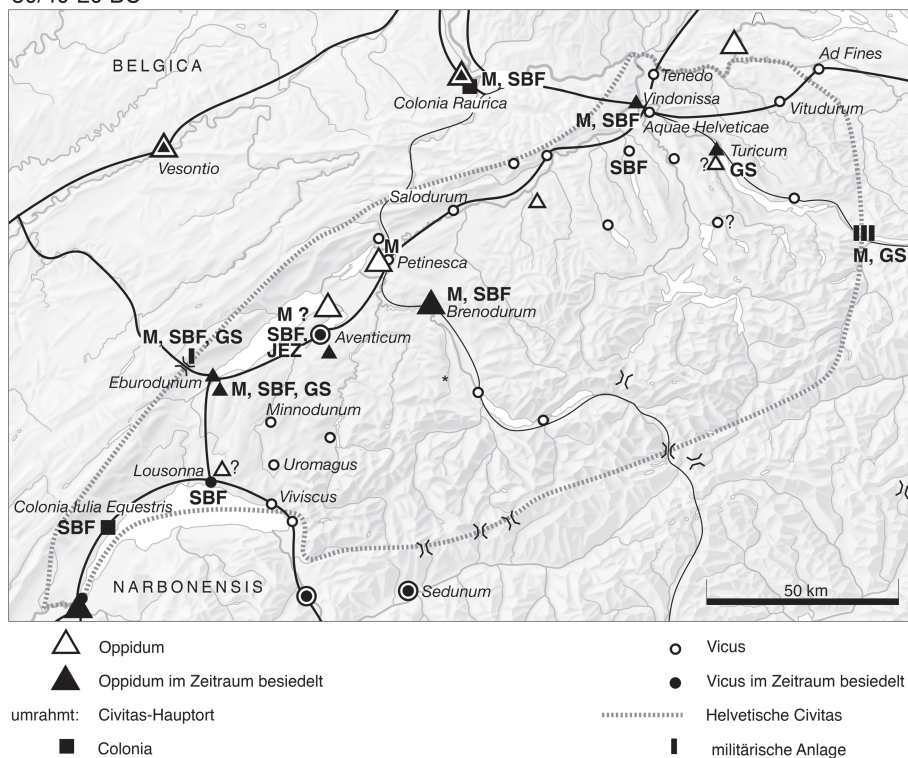 BELGICA
Ad Fines
Tenedo
M, SBF
Colonia Raurica
Vindonissa
Vitudurum
M, SBF
Aquae Helveticae
Vesontio
SBF
Turicum
?
GS
Salodurum
?
M
Petinesca
M, GS
M, SBF
Brenodurum
M ?
SBF,
JEZ
Aventicum
M, SBF, GS
Eburodunum
M, SBF, GS
*
Minnodunum
Lousonna
?
Uromagus
SBF
Viviscus
Colonia Iulia Equestris
SBF
NARBONENSIS
Sedunum
50 km
Oppidum
Vicus
Oppidum im Zeitraum besiedelt
Vicus im Zeitraum besiedelt
umrahmt: Civitas-Hauptort
Helvetische Civitas
Colonia
militärische Anlage